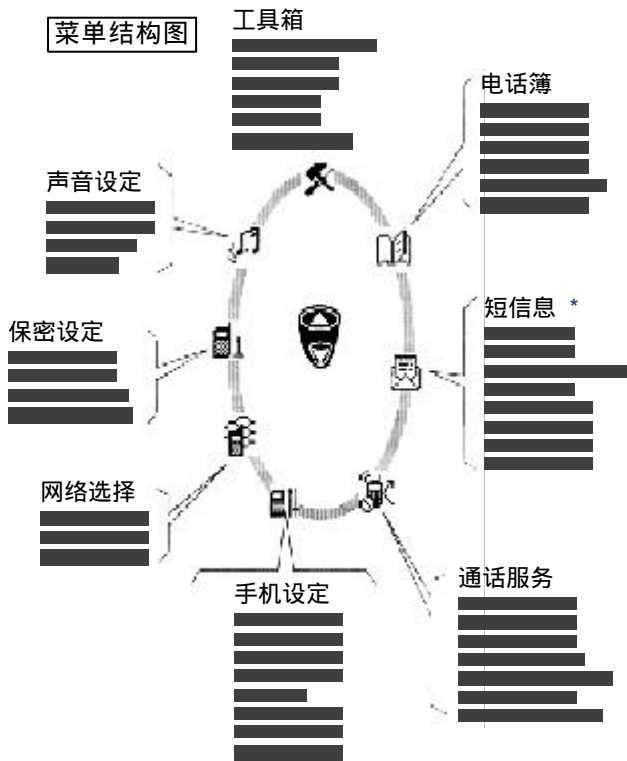 菜单结构图
工具箱
电话簿
声音设定
短信息 *
保密设定
网络选择
通话服务
手机设定